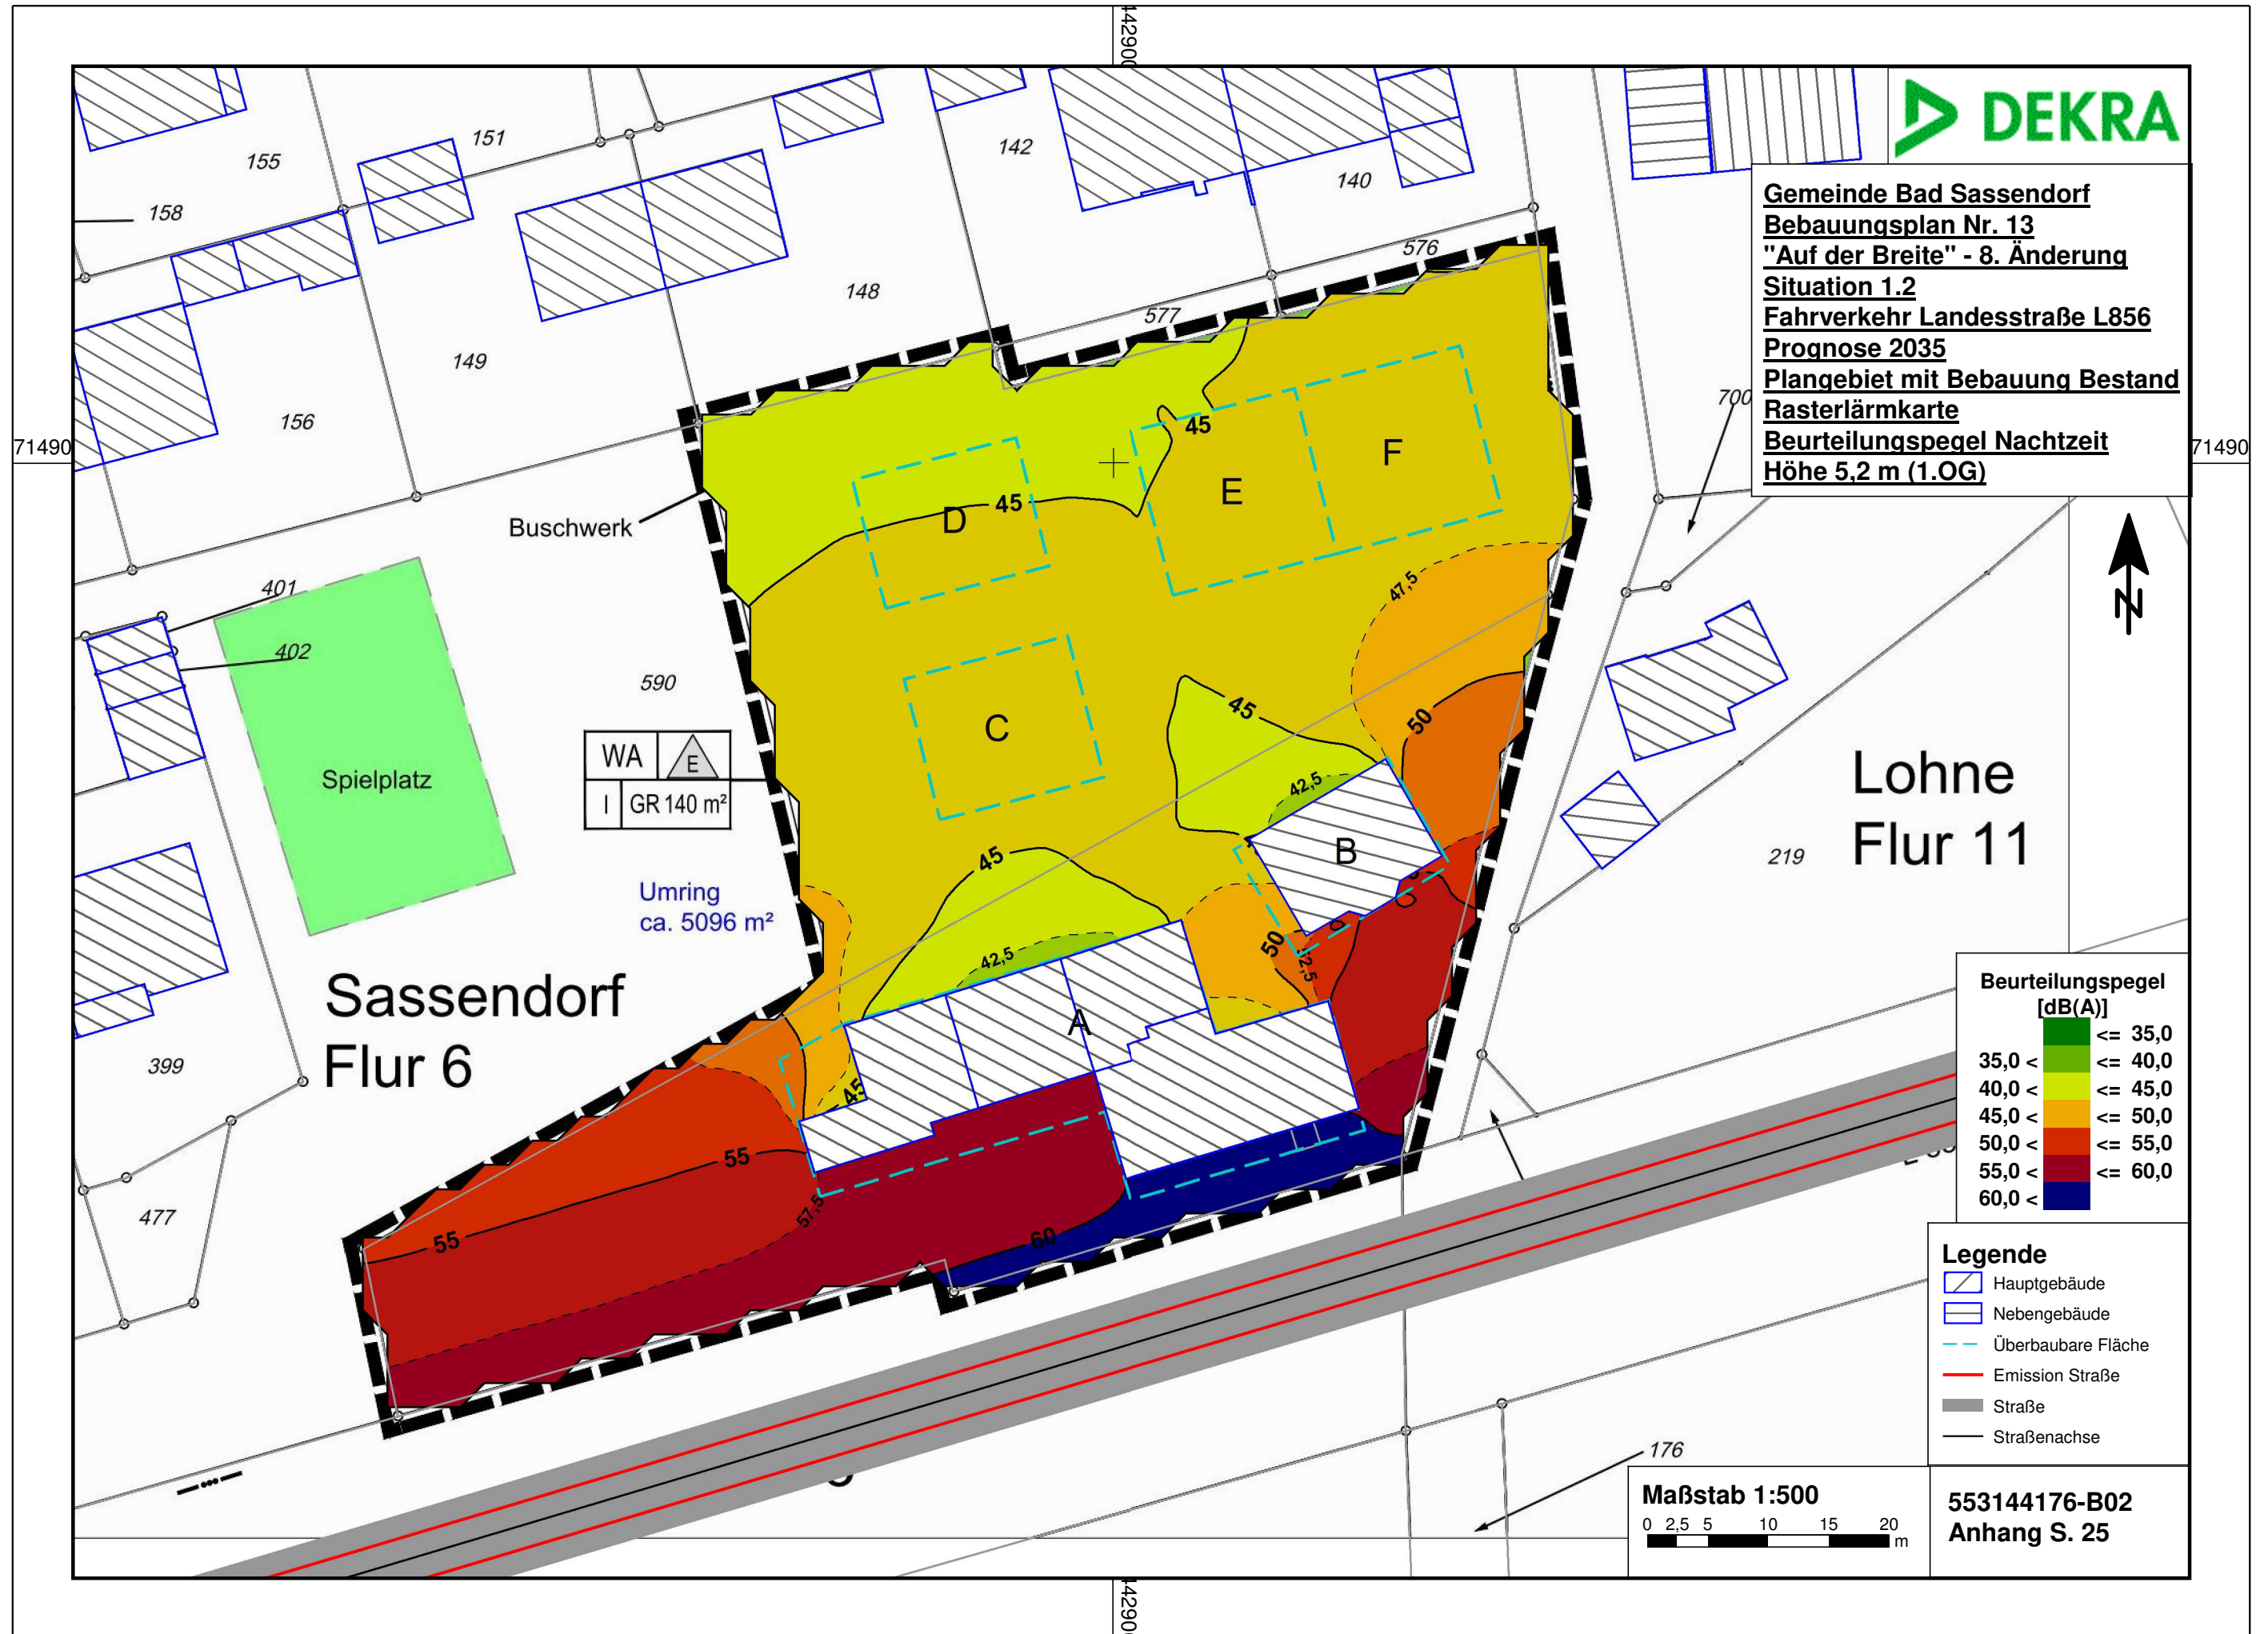 DEKRA
Gemeinde Bad Sassendorf
Bebauungsplan Nr. 13
"Auf der Breite" - 8. Änderung
Situation 1.2
Fahrverkehr Landesstraße L856
Prognose 2035
Plangebiet mit Bebauung Bestand
Rasterlärmkarte
Beurteilungspegel Nachtzeit
Höhe 5,2 m (1.OG)
71490
71490
151
155
158
142
140
148
576
577
149
156
700
45
45
D
E
F
Buschwerk
47,5
401
402
590
45
50
C
WA
E
I
GR 140 m²
Spielplatz
42,5
B
Lohne
Flur 11
219
45
Umring
ca. 5096 m²
50
42,5
Sassendorf
Flur 6
A
399
45
55
477
57,5
55
60
176
N
Beurteilungspegel
[dB(A)]
<= 35,0
35,0 < <= 40,0
40,0 < <= 45,0
45,0 < <= 50,0
50,0 < <= 55,0
55,0 < <= 60,0
60,0 <
Legende
Hauptgebäude
Nebengebäude
Überbaubare Fläche
Emission Straße
Straße
Straßenachse
Maßstab 1:500
0 2,5 5 10 15 20
m
553144176-B02
Anhang S. 25